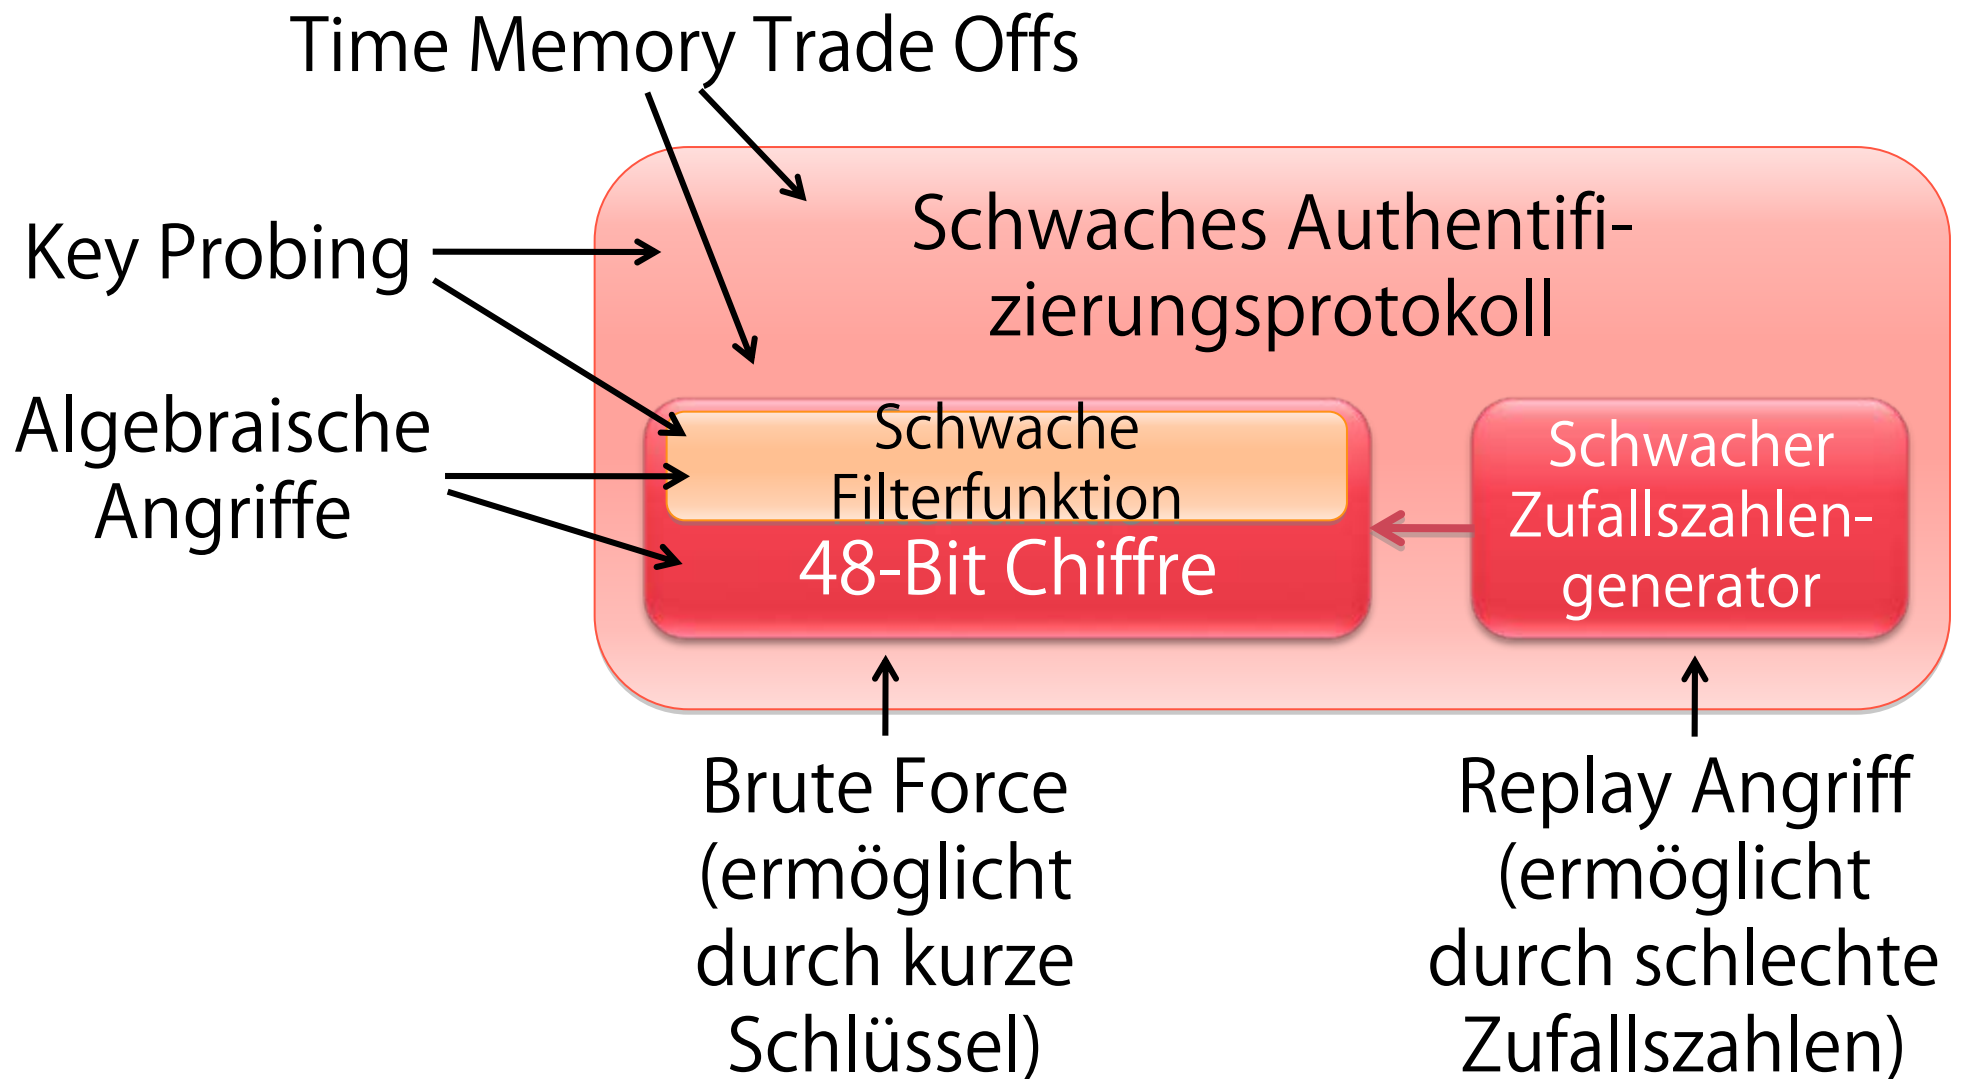 Time Memory Trade Offs
Schwaches Authentifi-
zierungsprotokoll
Key Probing
Algebraische
Angriffe
Schwache
Filterfunktion
48-Bit Chiffre
Schwacher
Zufallszahlen-
generator
Brute Force
(ermöglicht
durch kurze
Schlüssel)
Replay Angriff
(ermöglicht
durch schlechte
Zufallszahlen)